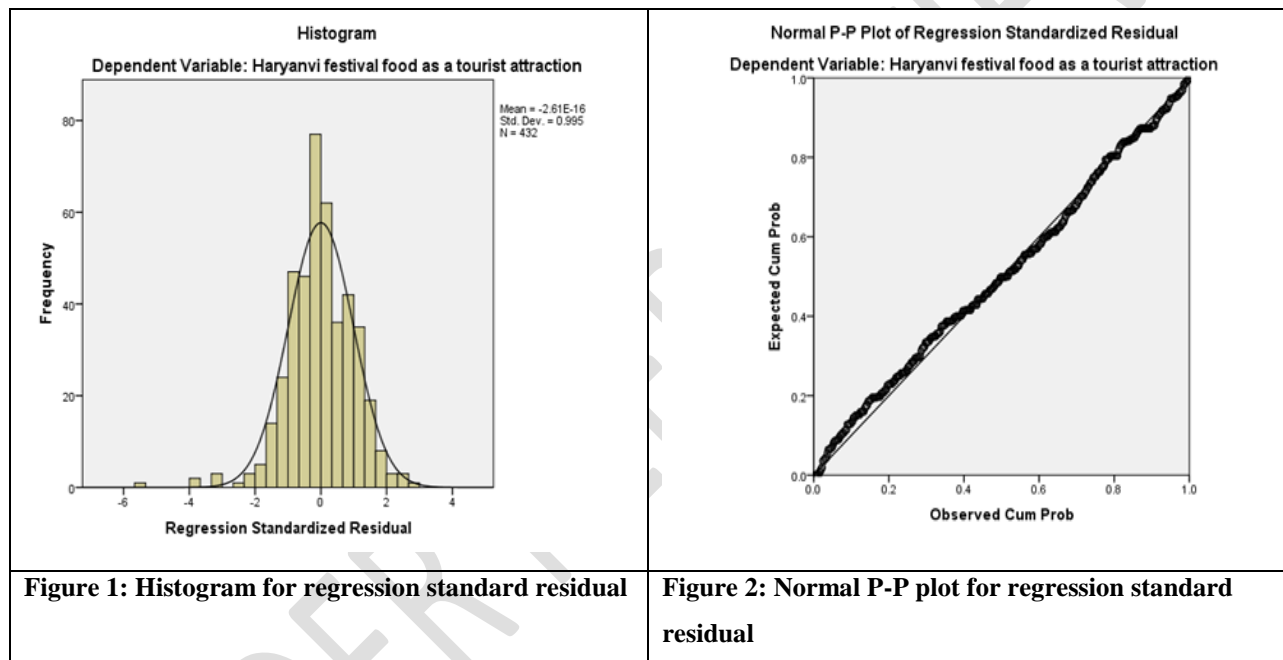 Histogram
Dependent Variable: Haryanvi festival food as a tourist attraction
Mean = -2.61E-16
Std. Dev. = 0.995
N = 432
80
60
40
20
0
Frequency
-6 -4 -2 0 2 4
Regression Standardized Residual
Normal P-P Plot of Regression Standardized Residual
Dependent Variable: Haryanvi festival food as a tourist attraction
1.0
0.8
0.6
0.4
0.2
0.0
Expected Cum Prob
0.0 0.2 0.4 0.6 0.8 1.0
Observed Cum Prob
Figure 1: Histogram for regression standard residual
Figure 2: Normal P-P plot for regression standard
residual